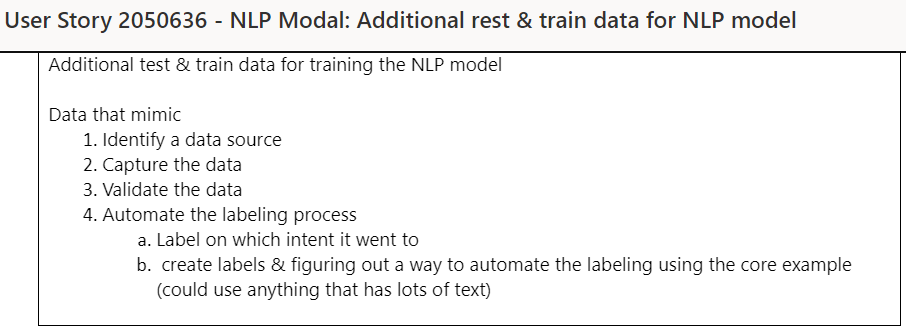 User Story 2050636 - NLP Modal: Additional rest & train data for NLP model
Additional test & train data for training the NLP model
Data that mimic
1. Identify a data source
2. Capture the data
3. Validate the data
4. Automate the labeling process
a. Label on which intent it went to
b. create labels & figuring out a way to automate the labeling using the core example
(could use anything that has lots of text)